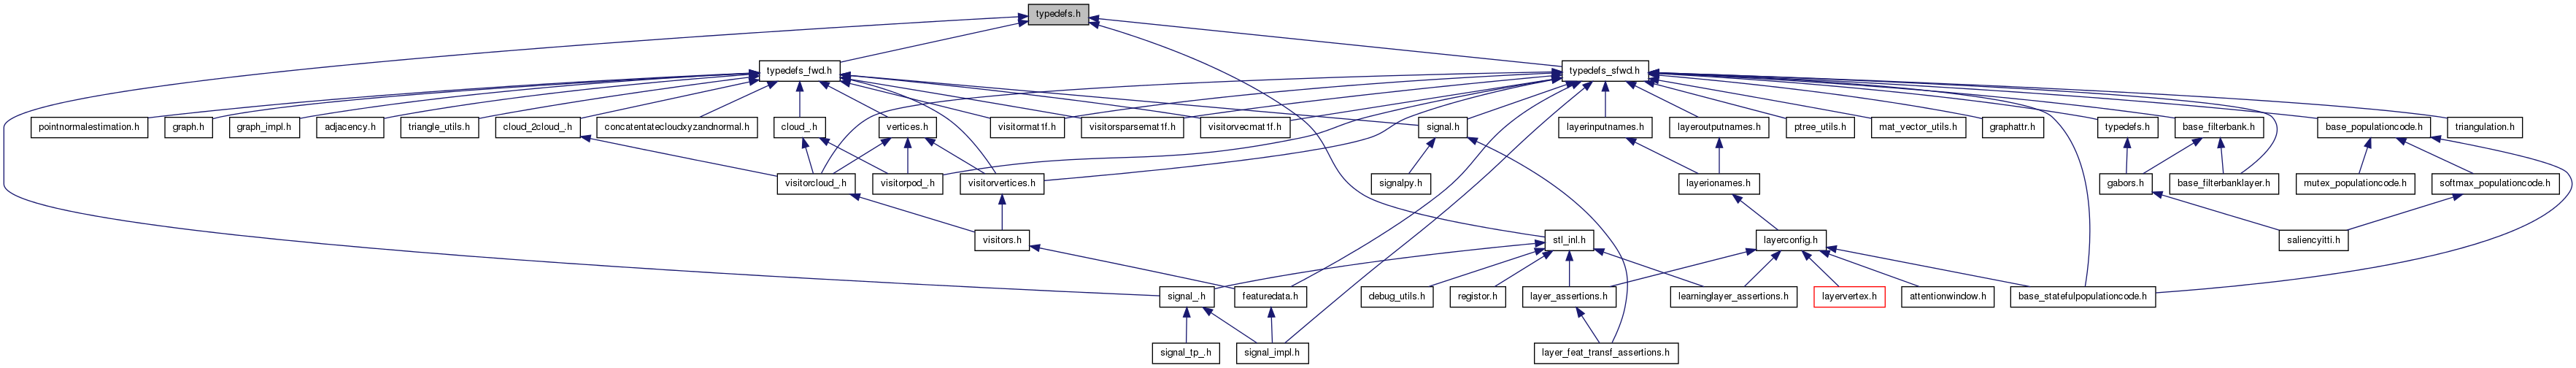 typedefs.h
typedefs_fwd.h
typedefs_sfwd.h
pointnormalestimation.h
graph.h
graph_impl.h
adjacency.h
triangle_utils.h
cloud_2cloud_.h
concatentatecloudxyzandnormal.h
cloud_.h
vertices.h
visitormat1f.h
visitorsparsemat1f.h
visitorvecmat1f.h
signal.h
layerinputnames.h
layeroutputnames.h
ptree_utils.h
mat_vector_utils.h
graphattr.h
typedefs.h
base_filterbank.h
base_populationcode.h
triangulation.h
visitorcloud_.h
visitorpod_.h
visitorvertices.h
signalpy.h
layerionames.h
gabors.h
base_filterbanklayer.h
mutex_populationcode.h
softmax_populationcode.h
visitors.h
stl_inl.h
layerconfig.h
saliencyitti.h
signal_.h
featuredata.h
debug_utils.h
registor.h
layer_assertions.h
learninglayer_assertions.h
layervertex.h
attentionwindow.h
base_statefulpopulationcode.h
signal_tp_.h
signal_impl.h
layer_feat_transf_assertions.h